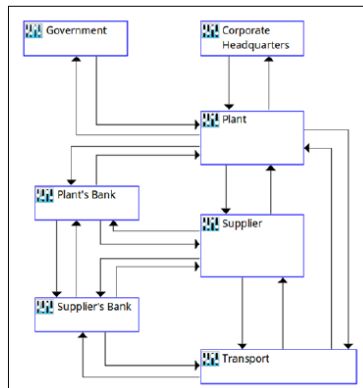 Government
Corporate
Headquarters
Plant
Plant's Bank
Supplier
Supplier's Bank
Transport